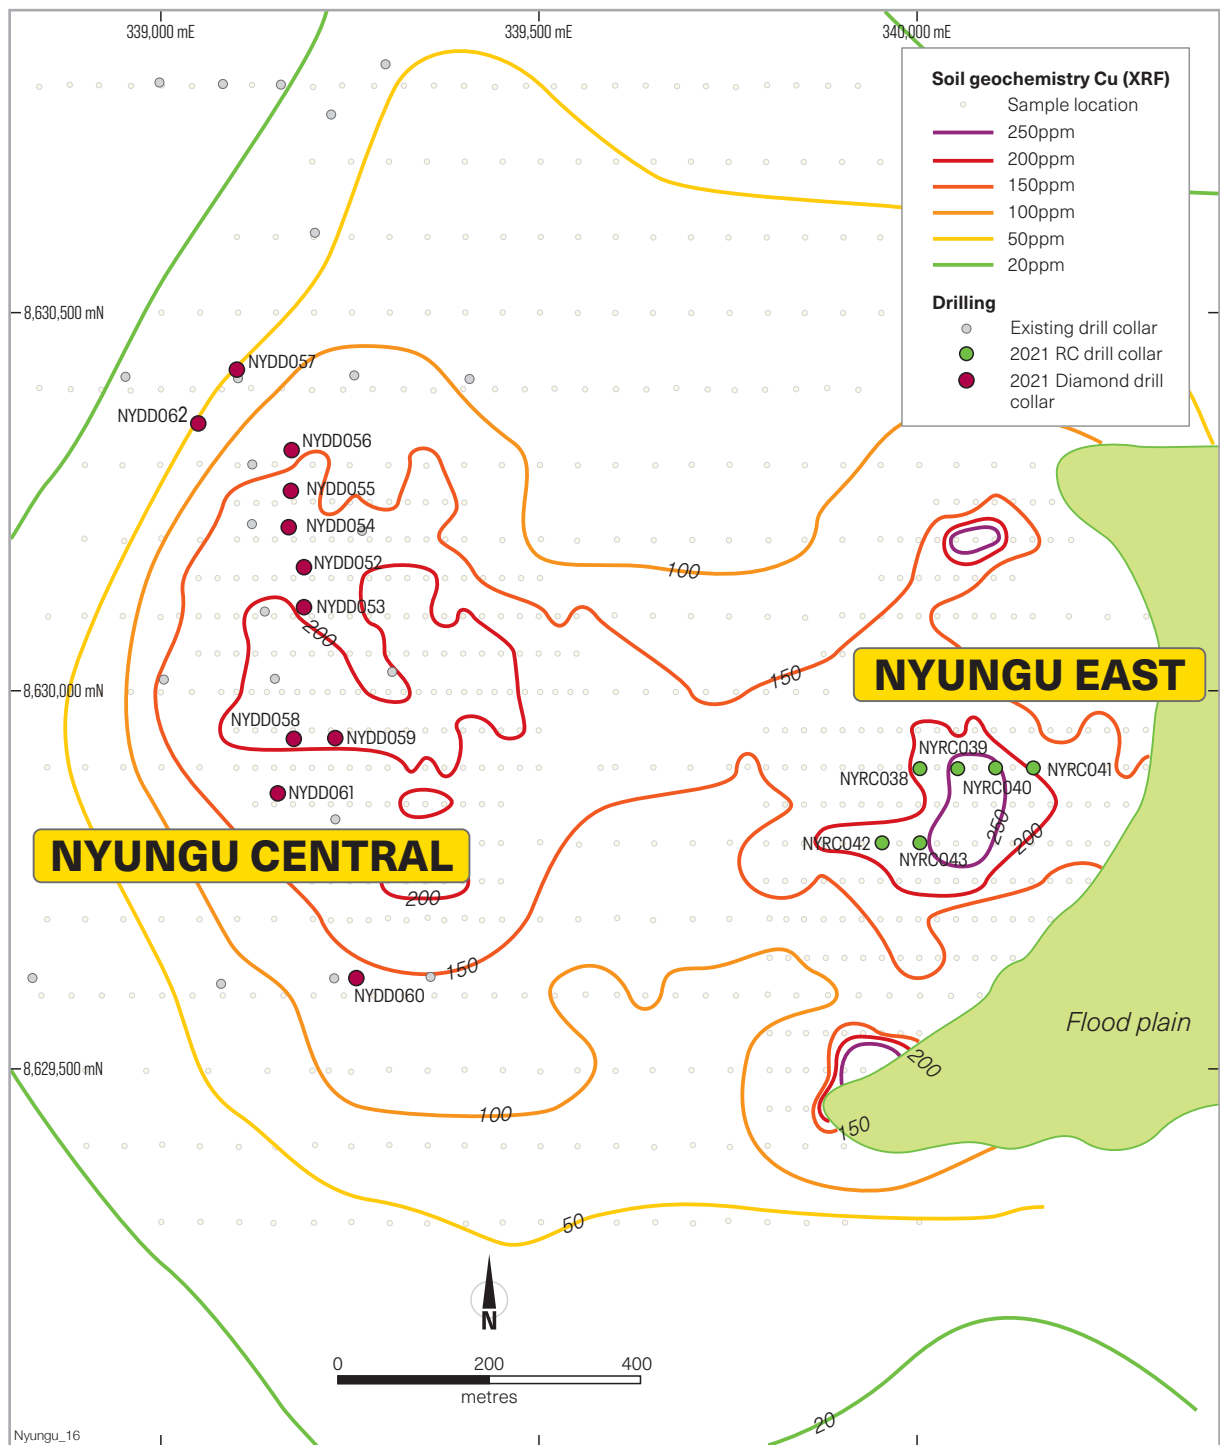 339,000 mE
339,500 mE
340,000 mE
Soil geochemistry Cu (XRF)
Sample location
250ppm
200ppm
150ppm
100ppm
50ppm
20ppm
Drilling
Existing drill collar
2021 RC drill collar
2021 Diamond drill
collar
8,630,500 mN
NYDD057
NYDD062
NYDD056
NYDD055
NYDD054
NYDD052
100
NYDD053
200
150
NYUNGU EAST
8,630,000 mN
NYDD058
NYDD059
NYRC039
NYRC038
NYRC041
NYRC040
NYDD061
250
200
NYRC042
NYRC043
NYUNGU CENTRAL
200
150
NYDD060
Flood plain
8,629,500 mN
200
100
150
50
N
0 200 400
metres
20
Nyungu_16